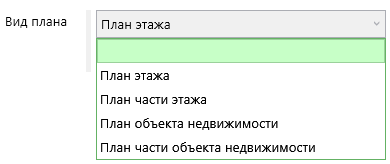 Вид плана
План этажа
План этажа
План части этажа
План объекта недвижимости
План части объекта недвижимости